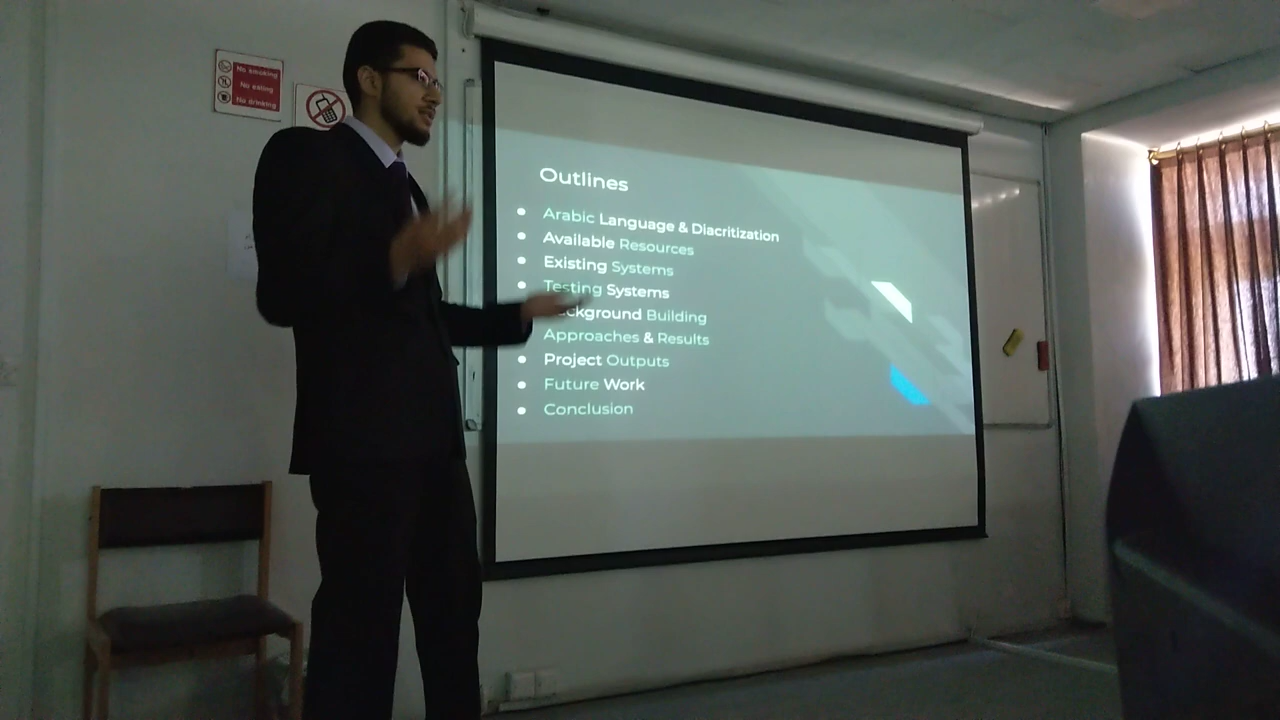 No smoking
No eating
No drinking
Outlines
Arabic Language & Diacritization
Available Resources
Existing Systems
Testing Systems
ckground Building
Approaches & Results
Project Outputs
Future Work
Conclusion